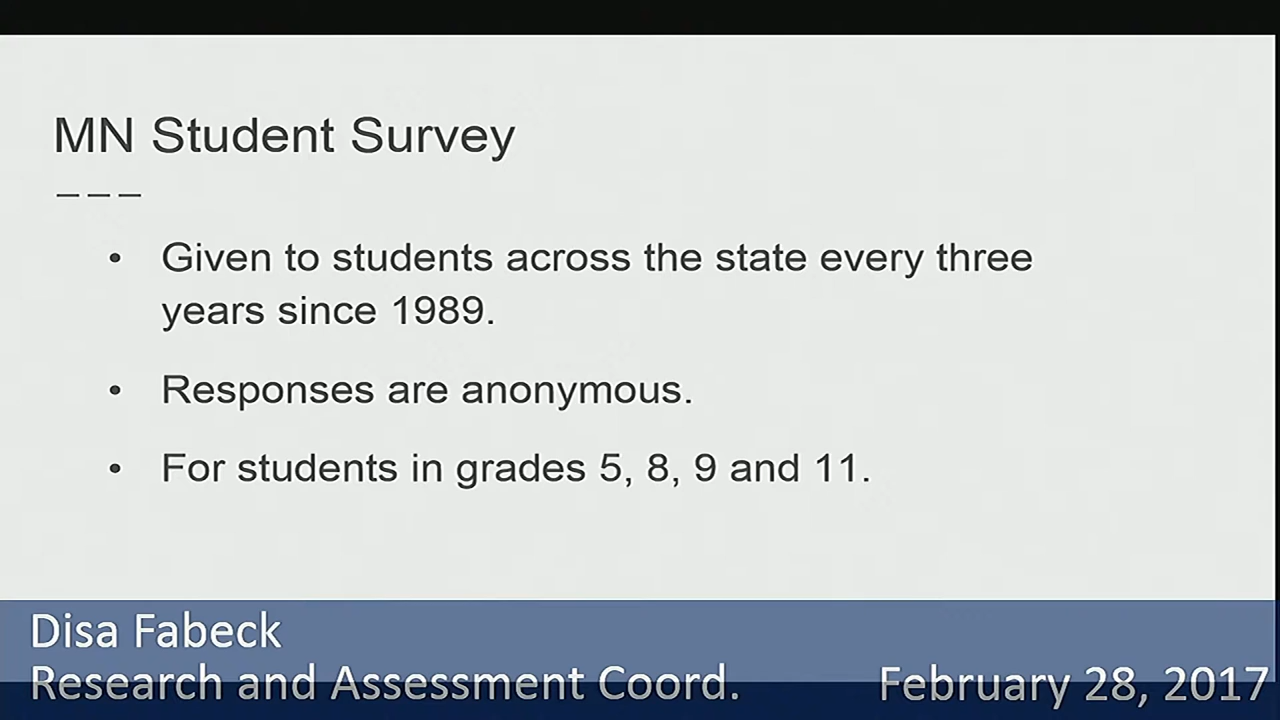 MN Student Survey
– – –
• Given to students across the state every three
years since 1989.
• Responses are anonymous.
• For students in grades 5, 8, 9 and 11.
Disa Fabeck
Research and Assessment Coord.
February 28, 2017